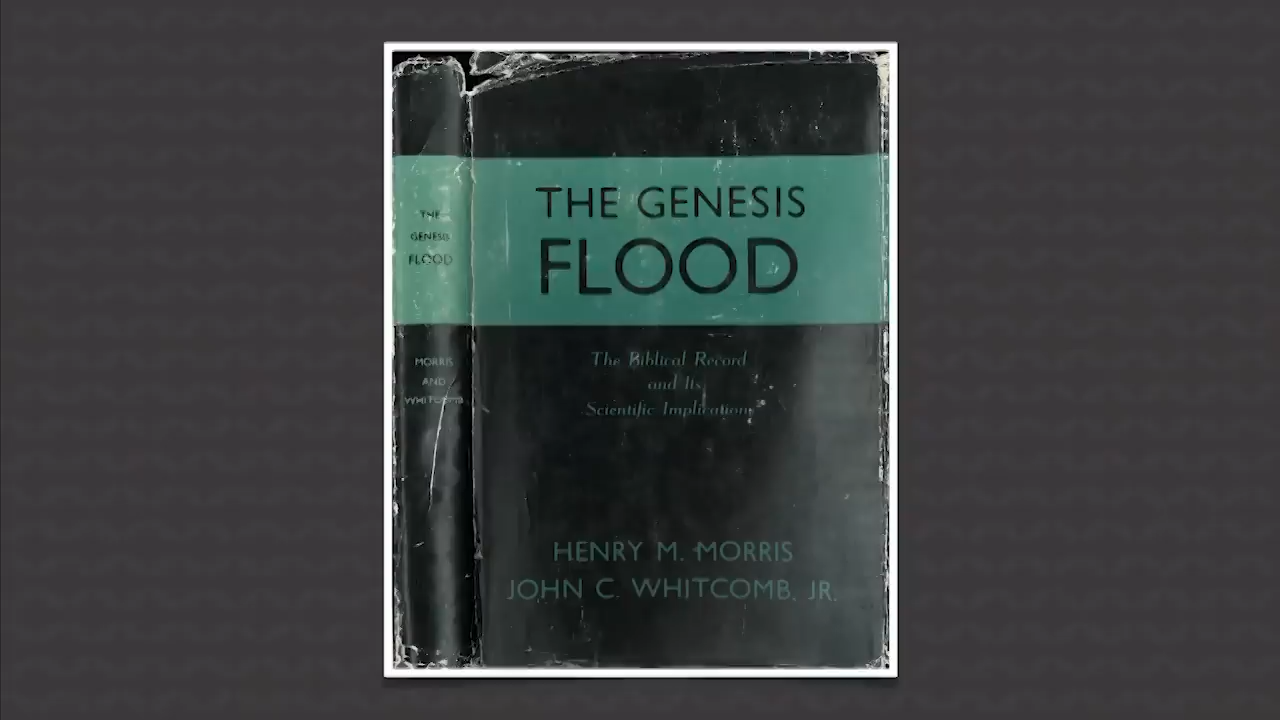 THE
GENESIS
FLOOD
MORRIS
AND
WHITCOMB
THE GENESIS
FLOOD
The Biblical Record
and Its
Scientific Implications
HENRY M. MORRIS
JOHN C. WHITCOMB, JR.